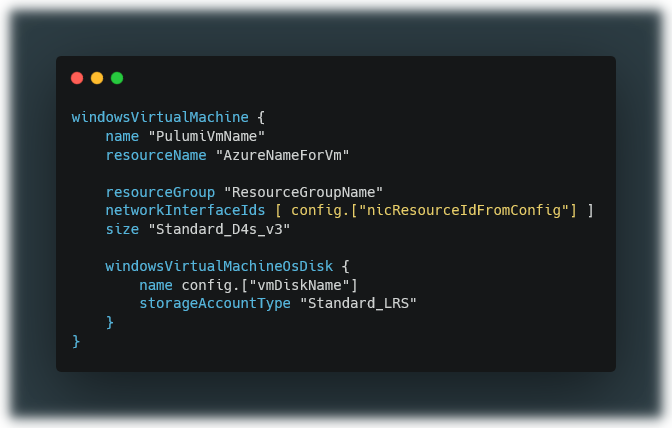 windowsVirtualMachine {
name "PulumiVmName"
resourceName "AzureNameForVm"
resourceGroup "ResourceGroupName"
networkInterfaceIds [ config.["nicResourceIdFromConfig"] ]
size "Standard_D4s_v3"
windowsVirtualMachineOsDisk {
name config.["vmDiskName"]
storageAccountType "Standard_LRS"
}
}